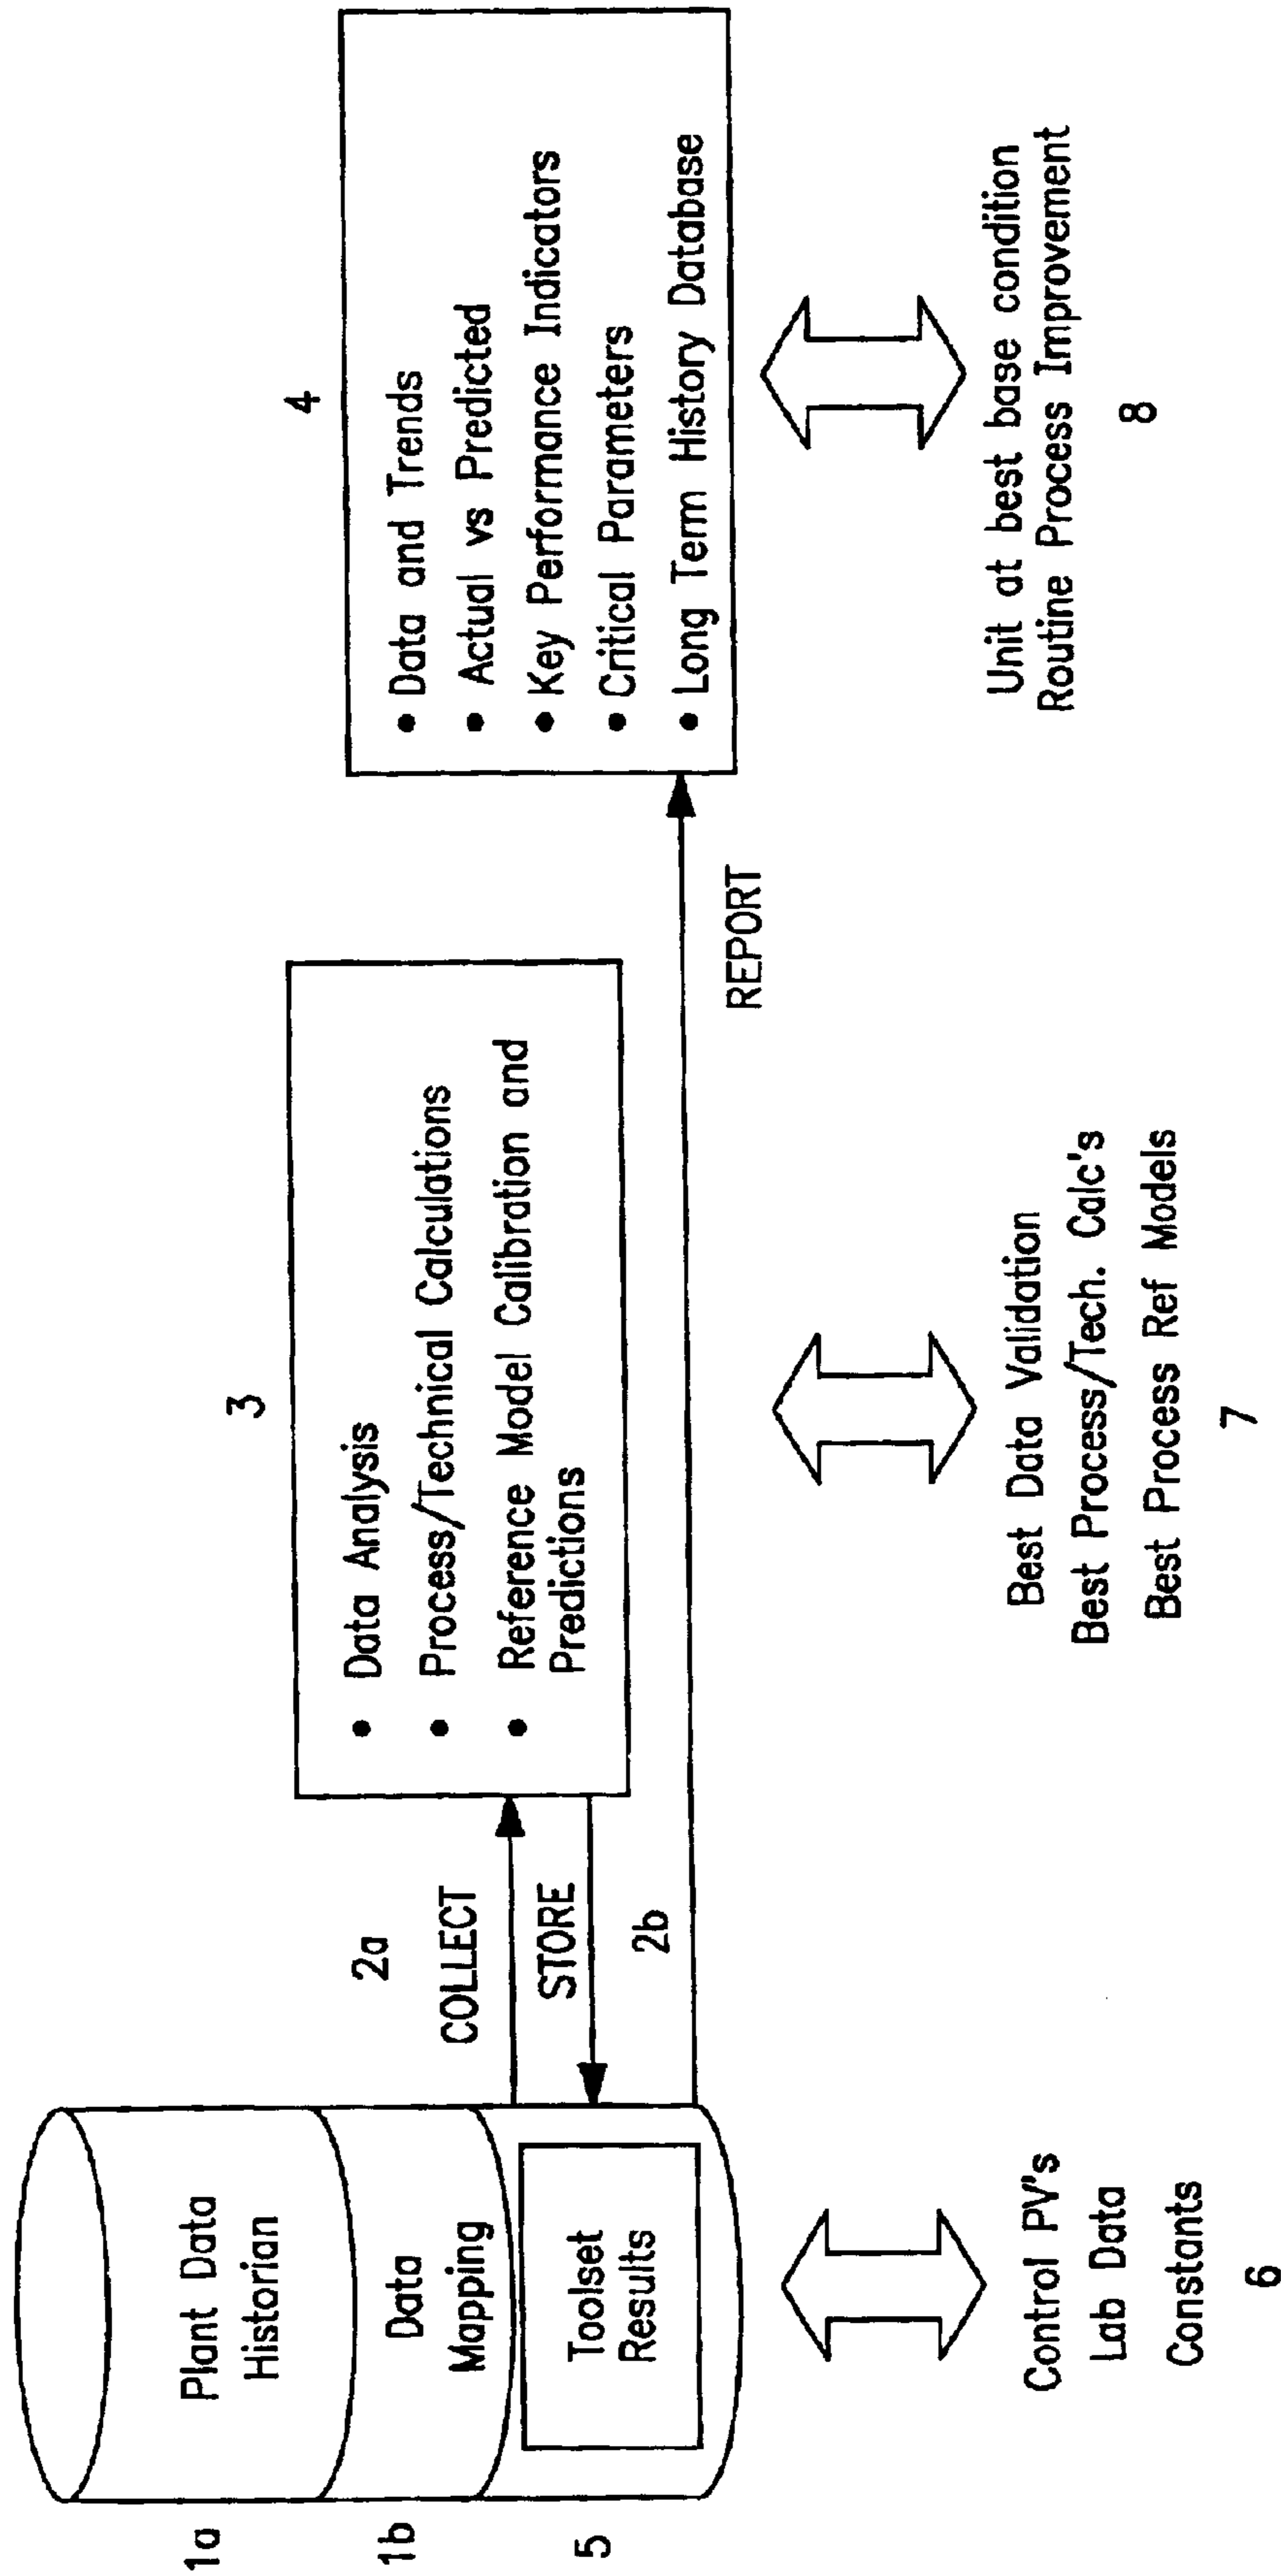 1a
Plant Data
Historian
1b
Data
Mapping
5
Toolset
Results
2a
COLLECT
STORE
2b
3
• Data Analysis
• Process/Technical Calculations
• Reference Model Calibration and
Predictions
REPORT
4
• Data and Trends
• Actual vs Predicted
• Key Performance Indicators
• Critical Parameters
• Long Term History Database
Control PV's
Lab Data
Constants
6
Best Data Validation
Best Process/Tech. Calc's
Best Process Ref Models
7
Unit at best base condition
Routine Process Improvement
8